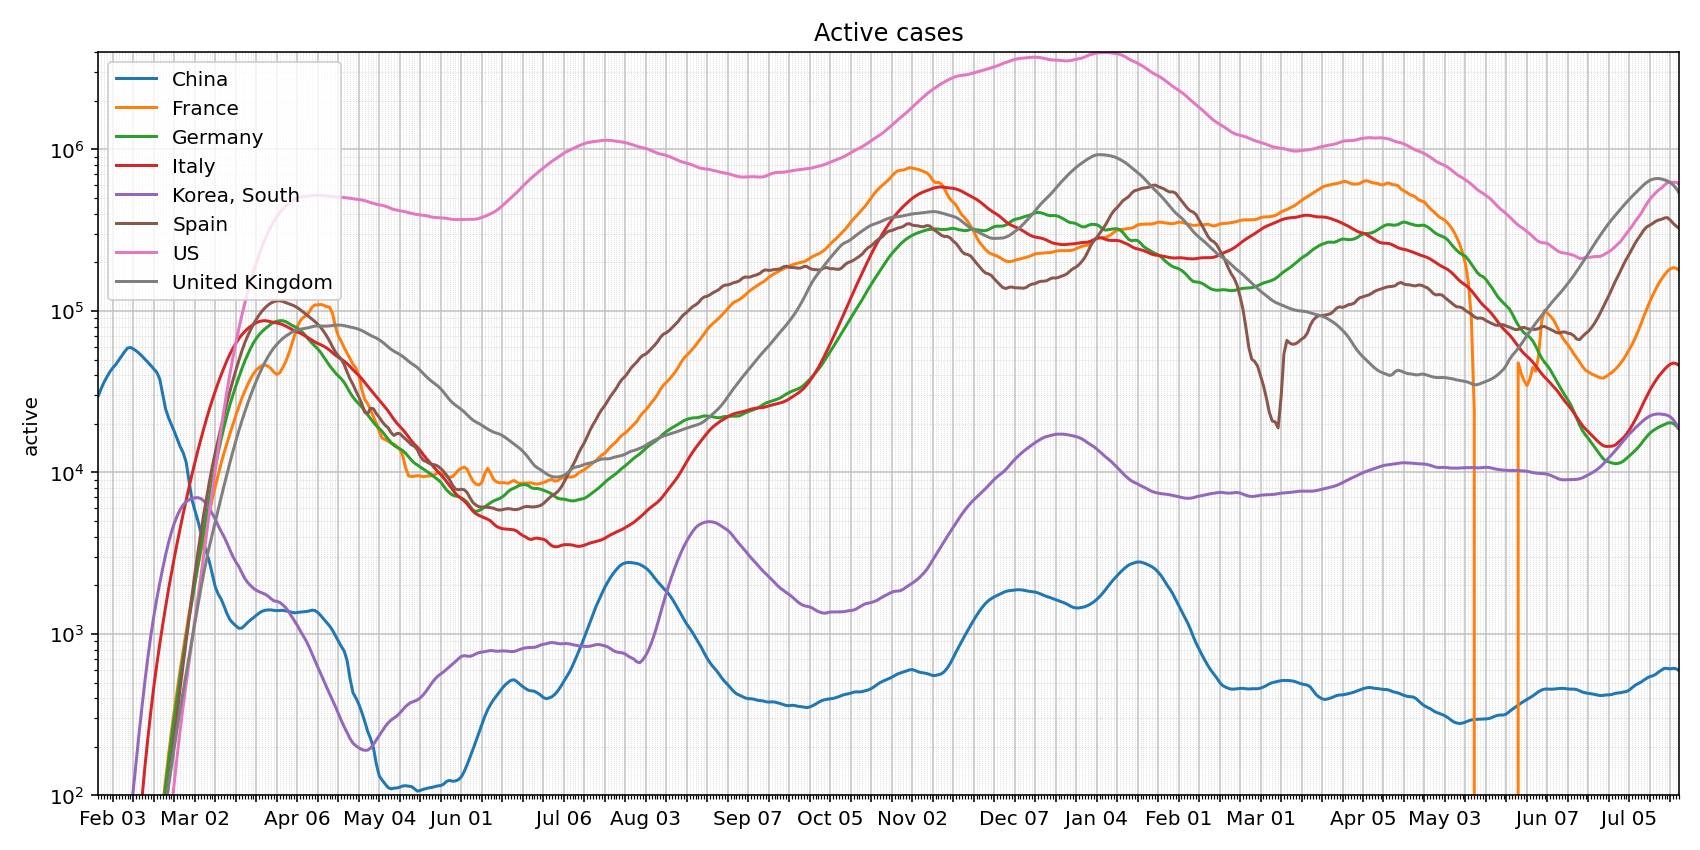 Active cases
China
France
Germany
Italy
Korea, South
Spain
US
United Kingdom
active
10⁶
10⁵
10⁴
10³
10²
Feb 03 Mar 02 Apr 06 May 04 Jun 01 Jul 06 Aug 03 Sep 07 Oct 05 Nov 02 Dec 07 Jan 04 Feb 01 Mar 01 Apr 05 May 03 Jun 07 Jul 05